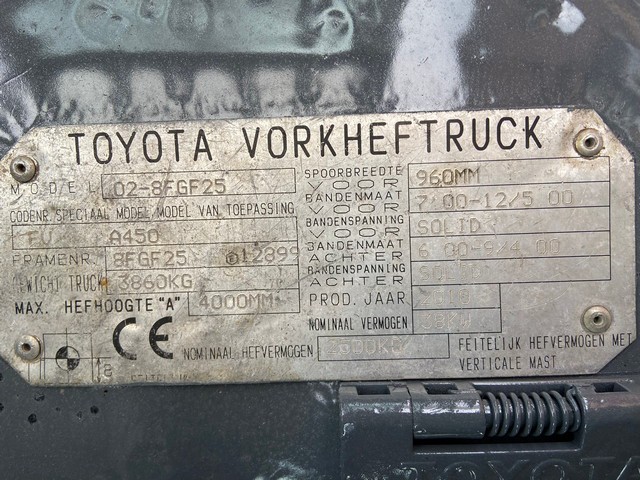 TOYOTA VORKHEFTRUCK
MODEL 02-8FGF25
CODENR.SPECIAAL MODEL/MODEL VAN TOEPASSING
FV A450
FRAMENR. 8FGF25 612899
GEWICHT TRUCK 3860KG
MAX. HEFHOOGTE "A" 4000MM
SPOORBREEDTE VOOR 960MM
BANDENMAAT VOOR 7.00-12/5.00
BANDENSPANNING VOOR SOLID
BANDENMAAT ACHTER 6.00-9/4.00
BANDENSPANNING ACHTER SOLID
PROD. JAAR
NOMINAAL VERMOGEN
CE
NOMINAAL HEFVERMOGEN
FEITELIJK HEFVERMOGEN MET
VERTICALE MAST
TOYOTA